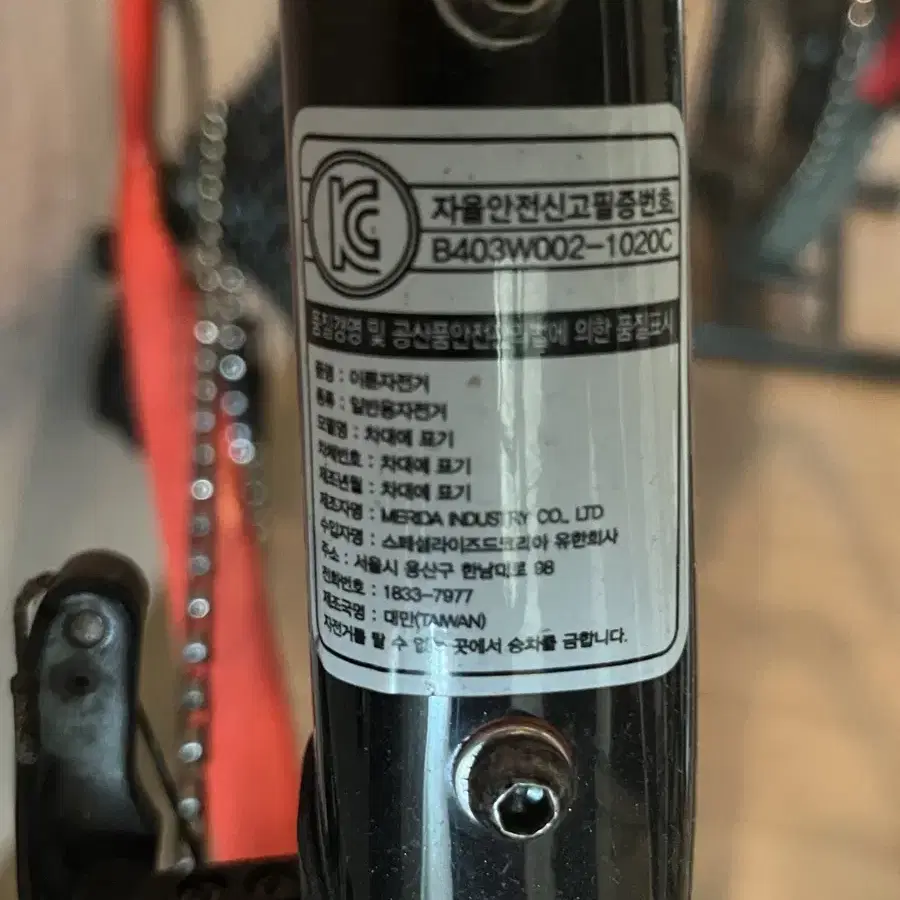 KC
자율안전신고필증번호
B403W002-1020C
품질경영 및 공산품안전관리법에 의한 품질표시
품명 : 어른자전거
종류 : 일반용자전거
모델명 : 차대에 표기
차체번호 : 차대에 표기
제조년월 : 차대에 표기
제조자명 : MERIDA INDUSTRY CO., LTD
수입자명 : 스페셜라이즈드코리아 유한회사
주소 : 서울시 용산구 한남대로 98
전화번호 : 1833-7977
제조국명 : 대만(TAIWAN)
자전거를 탈 수 없는 곳에서 승차를 금합니다.